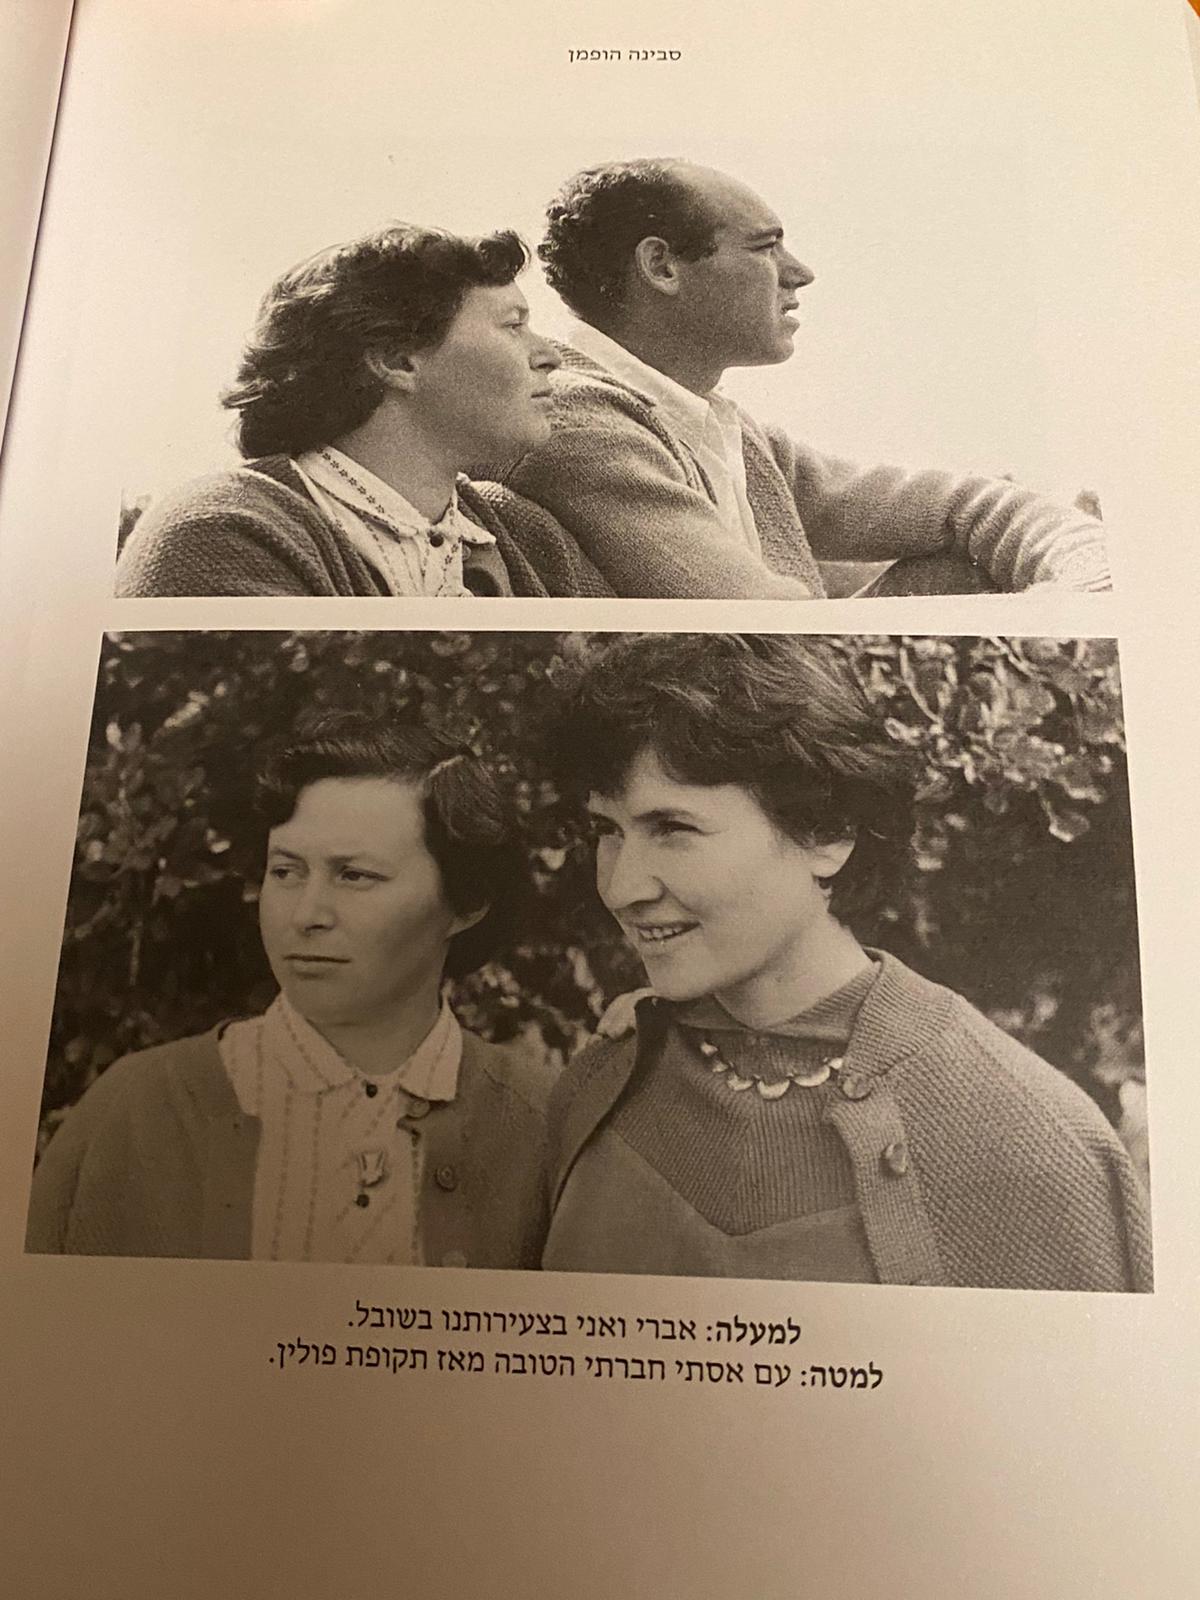 סבינה הופמן
למעלה: אברי ואני בצעירותנו בשובל.
למטה: עם אסתי חברתי הטובה מאז תקופת פולין.